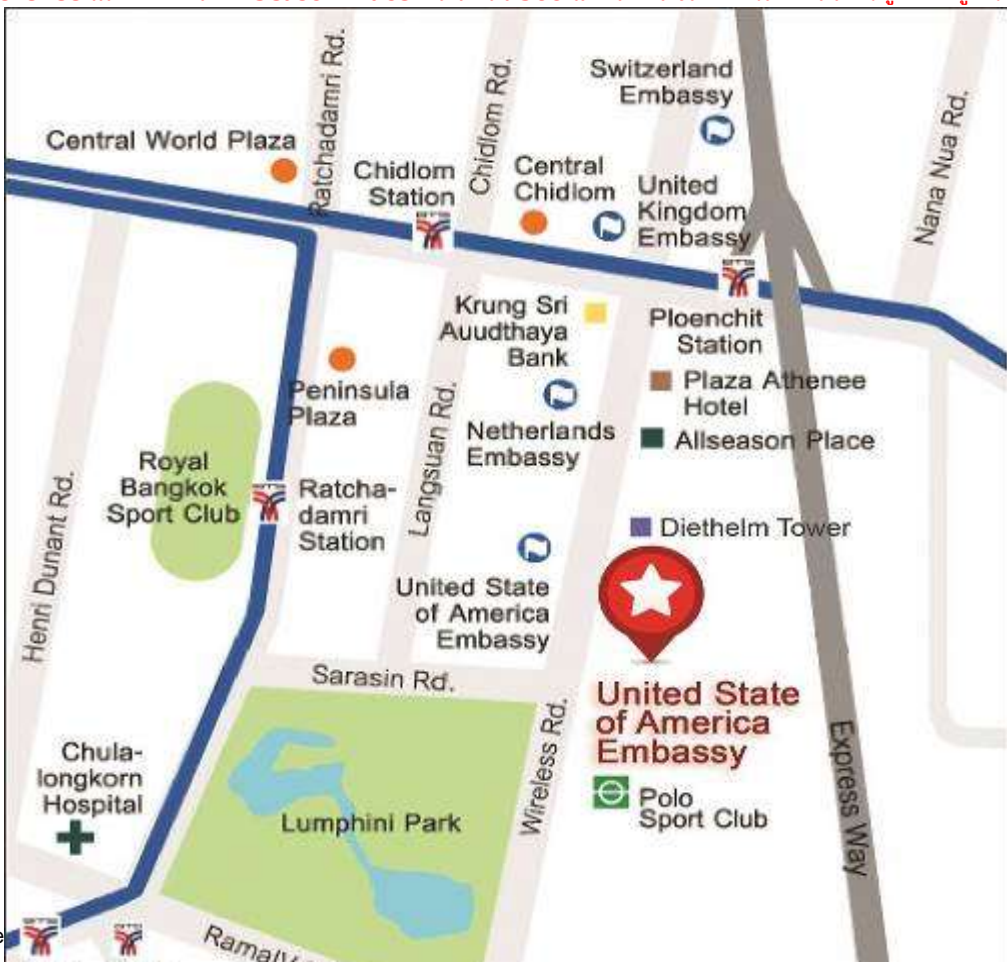 Switzerland
Embassy
Ratchadamri Rd.
Chidlom Rd.
Nana Nua Rd.
Central World Plaza
Chidlom
Station
Central
Chidlom
United
Kingdom
Embassy
Krung Sri
Auudthaya
Bank
Ploenchit
Station
Plaza Athenee
Hotel
Peninsula
Plaza
Langsuan Rd.
Netherlands
Embassy
Allseason Place
Royal
Bangkok
Sport Club
Ratcha-
damri
Station
Henri Dunant Rd.
Diethelm Tower
United State
of America
Embassy
Sarasin Rd.
United State
of America
Embassy
Wireless Rd.
Express Way
Chula-
longkorn
Hospital
Lumphini Park
Polo
Sport Club